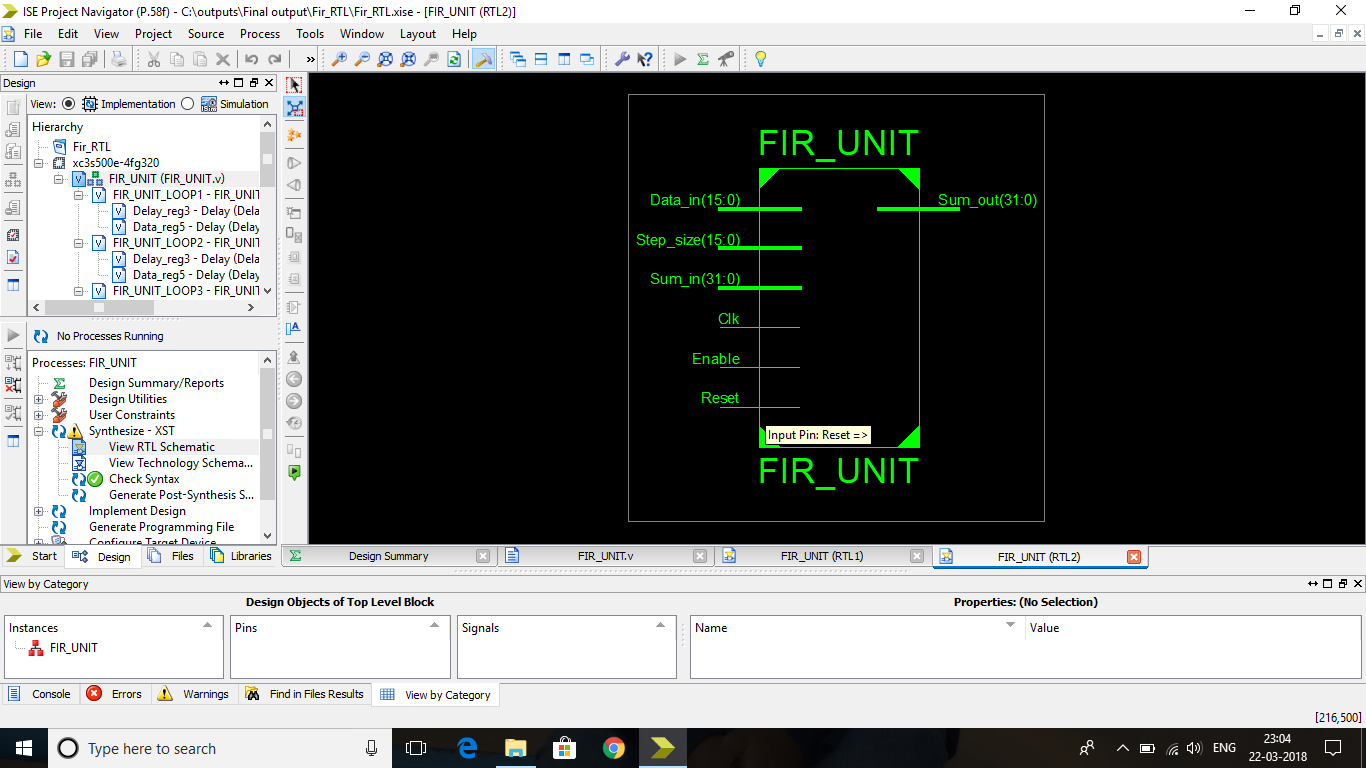 ISE Project Navigator (P.58f) - C:\outputs\Final output\Fir_RTL\Fir_RTL.xise - [FIR_UNIT (RTL2)]
File Edit View Project Source Process Tools Window Layout Help
»
Design
View: Implementation Simulation
Hierarchy
Fir_RTL
xc3s500e-4fg320
FIR_UNIT (FIR_UNIT.v)
FIR_UNIT_LOOP1 - FIR_UNIT
Delay_reg3 - Delay (Dela
Data_reg5 - Delay (Delay
FIR_UNIT_LOOP2 - FIR_UNIT
Delay_reg3 - Delay (Dela
Data_reg5 - Delay (Delay
FIR_UNIT_LOOP3 - FIR_UNIT
No Processes Running
Processes: FIR_UNIT
Design Summary/Reports
Design Utilities
User Constraints
Synthesize - XST
View RTL Schematic
View Technology Schema...
Check Syntax
Generate Post-Synthesis S...
Implement Design
Generate Programming File
Configure Target Device
Start Design Files Libraries
FIR_UNIT
Data_in(15:0)
Sum_out(31:0)
Step_size(15:0)
Sum_in(31:0)
Clk
Enable
Reset
Input Pin: Reset =>
FIR_UNIT
Design Summary FIR_UNIT.v FIR_UNIT (RTL1) FIR_UNIT (RTL2)
View by Category
Design Objects of Top Level Block
Properties: (No Selection)
Instances Pins Signals Name Value
FIR_UNIT
Console Errors Warnings Find in Files Results View by Category
[216,500]
Type here to search
ENG
23:04
22-03-2018